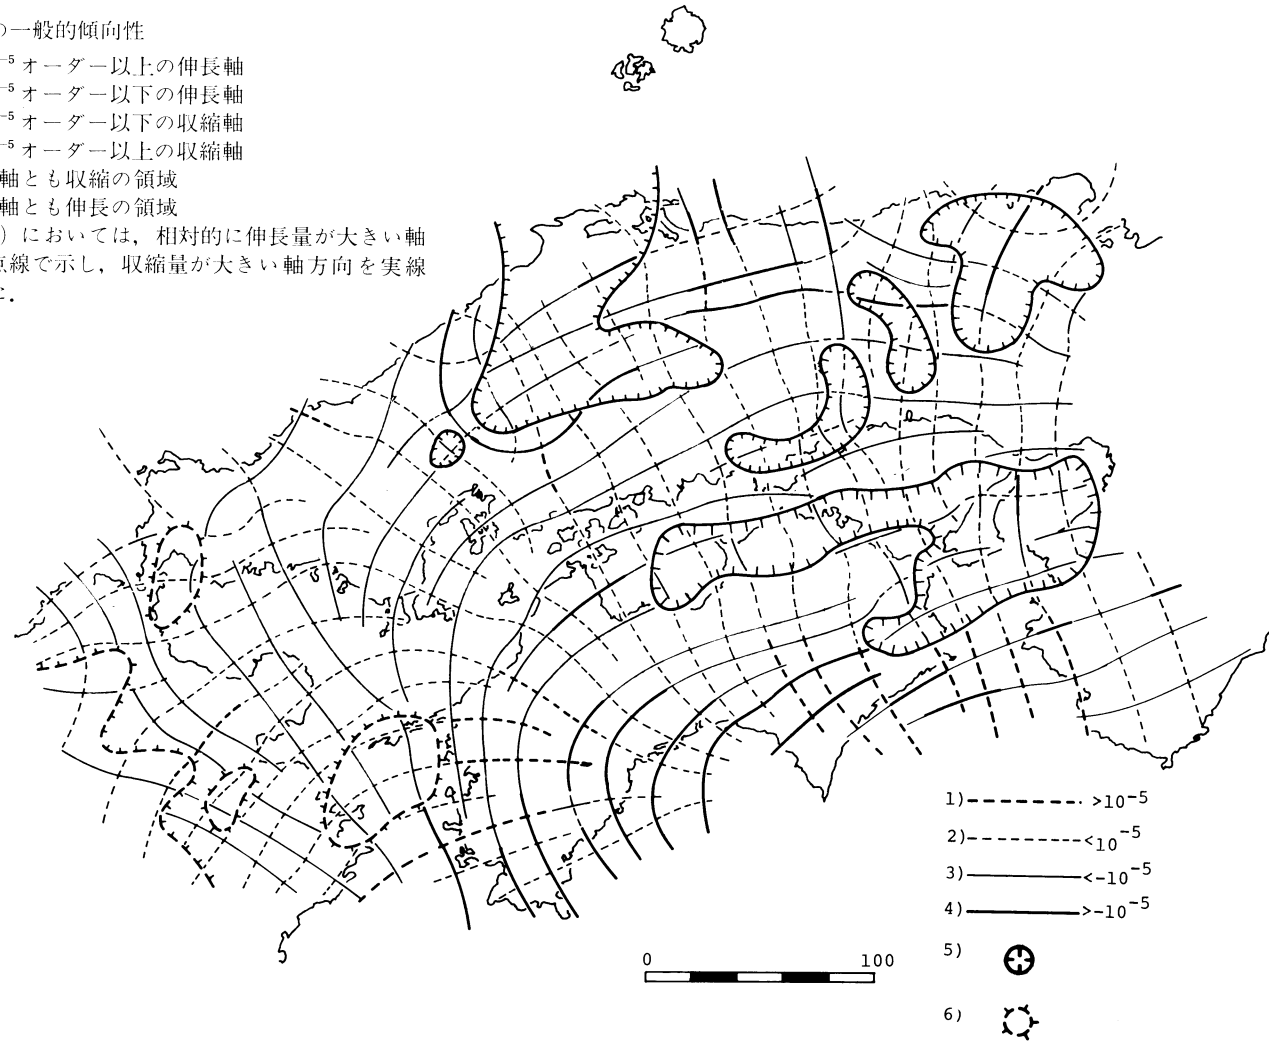 の一般的傾向性
-5 オーダー以上の伸長軸
-5 オーダー以下の伸長軸
-5 オーダー以下の収縮軸
-5 オーダー以上の収縮軸
軸とも収縮の領域
軸とも伸長の領域
）においては，相対的に伸長量が大きい軸
点線で示し，収縮量が大きい軸方向を実線
た．
1) >10-5
2) <10-5
3) <-10-5
4) >-10-5
5)
6)
0 100